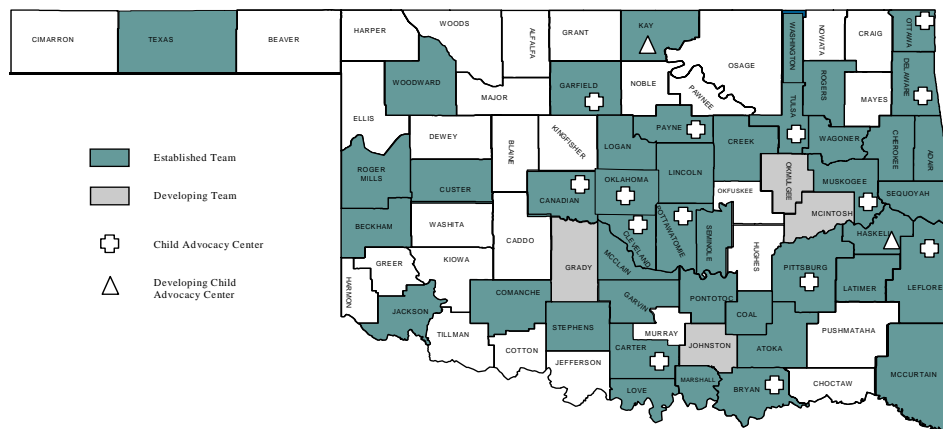 CIMARRON
TEXAS
BEAVER
HARPER
WOODS
ALFALFA
GRANT
KAY
OSAGE
WASHINGTON
NOWATA
CRAIG
OTTAWA
WOODWARD
MAJOR
GARFIELD
NOBLE
PAWNEE
TULSA
ROGERS
MAYES
DELAWARE
ELLIS
DEWEY
BLAINE
KINGFISHER
LOGAN
PAYNE
CREEK
WAGONER
CHEROKEE
ADAIR
Established Team
ROGER
MILLS
CUSTER
CANADIAN
OKLAHOMA
LINCOLN
OKFUSKEE
OKMULGEE
MUSKOGEE
SEQUOYAH
Developing Team
BECKHAM
WASHITA
CADDO
GRADY
MCCLAIN
CLEVELAND
POTTAWATOMIE
SEMINOLE
HUGHES
MCINTOSH
HASKELL
Child Advocacy Center
HARMON
GREER
KIOWA
COMANCHE
GARVIN
PONTOTOC
PITTSBURG
LATIMER
LEFLORE
Developing Child
Advocacy Center
JACKSON
TILLMAN
COTTON
STEPHENS
JEFFERSON
CARTER
MURRAY
JOHNSTON
COAL
ATOKA
PUSHMATAHA
LOVE
MARSHALL
BRYAN
CHOCTAW
MCCURTAIN